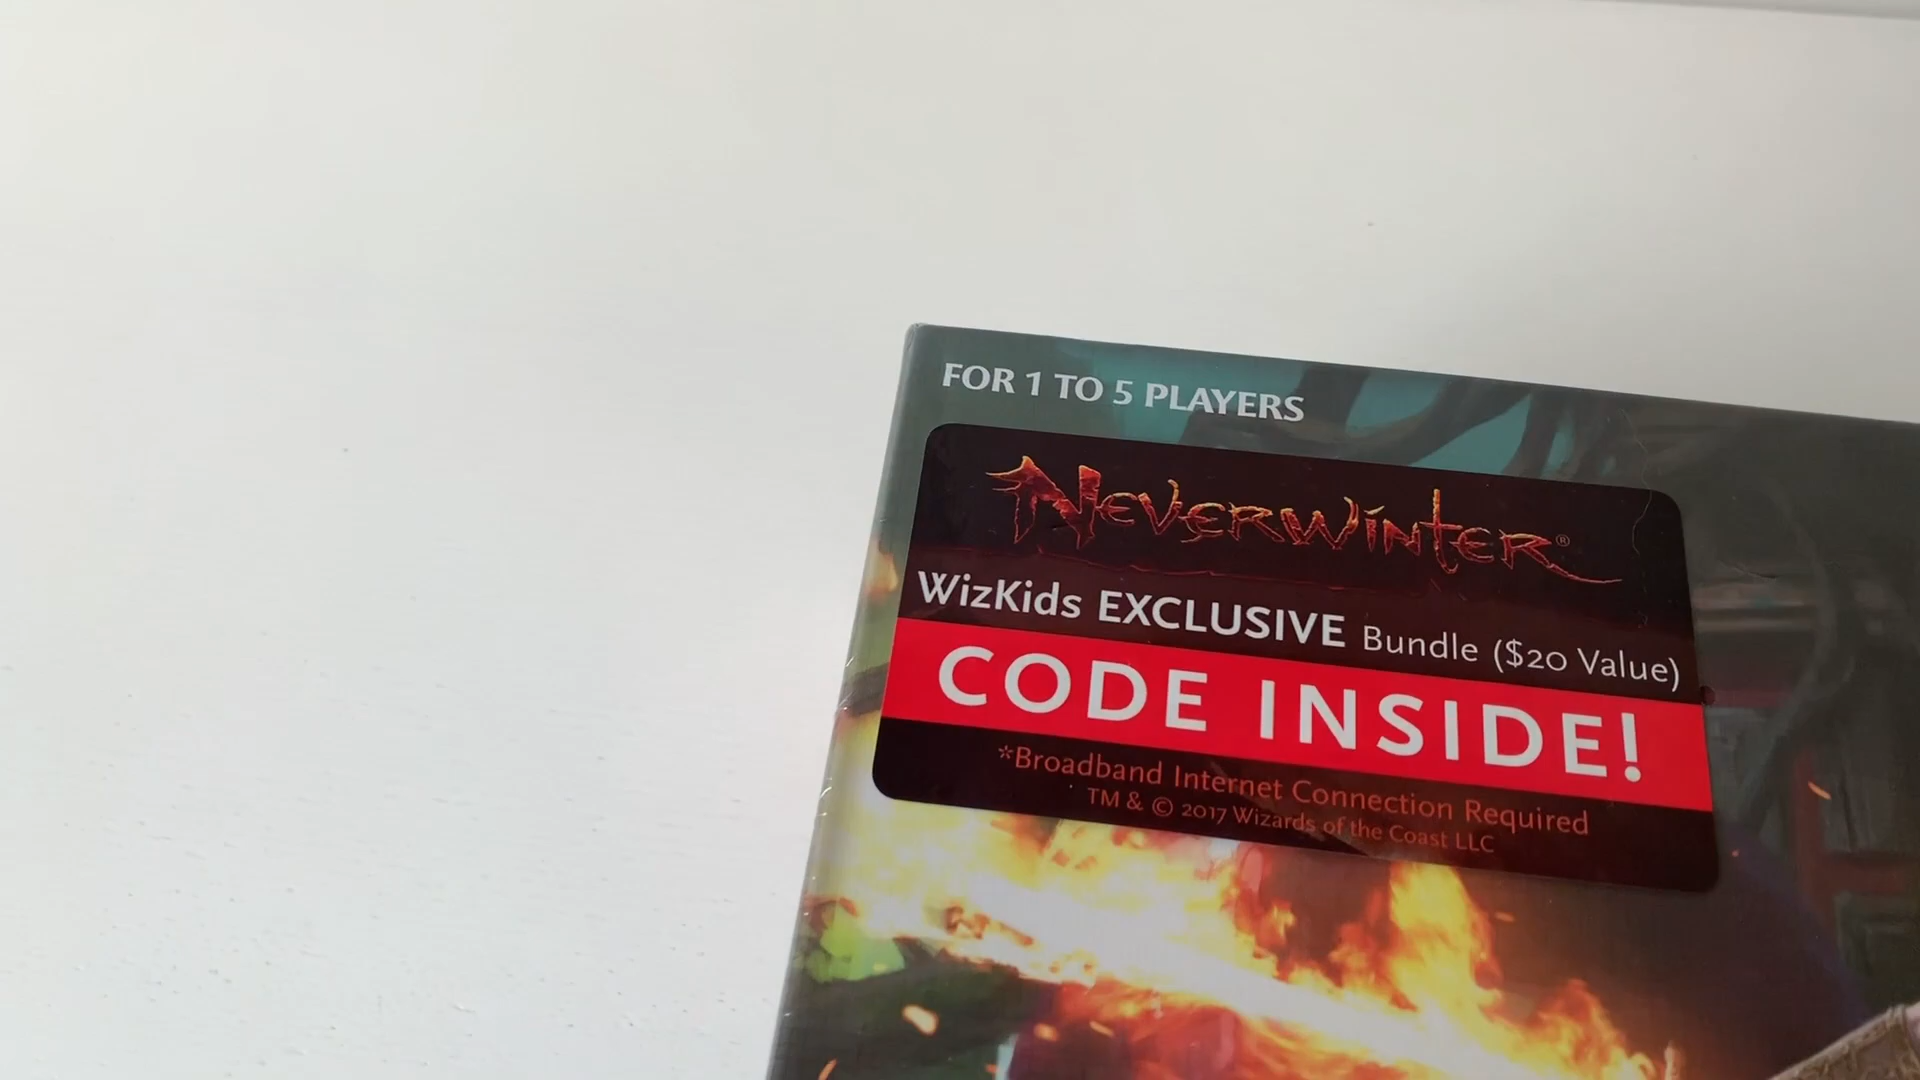 FOR 1 TO 5 PLAYERS
NEVERWINTER®
WizKids EXCLUSIVE Bundle ($20 Value)
CODE INSIDE!
*Broadband Internet Connection Required
TM & © 2017 Wizards of the Coast LLC